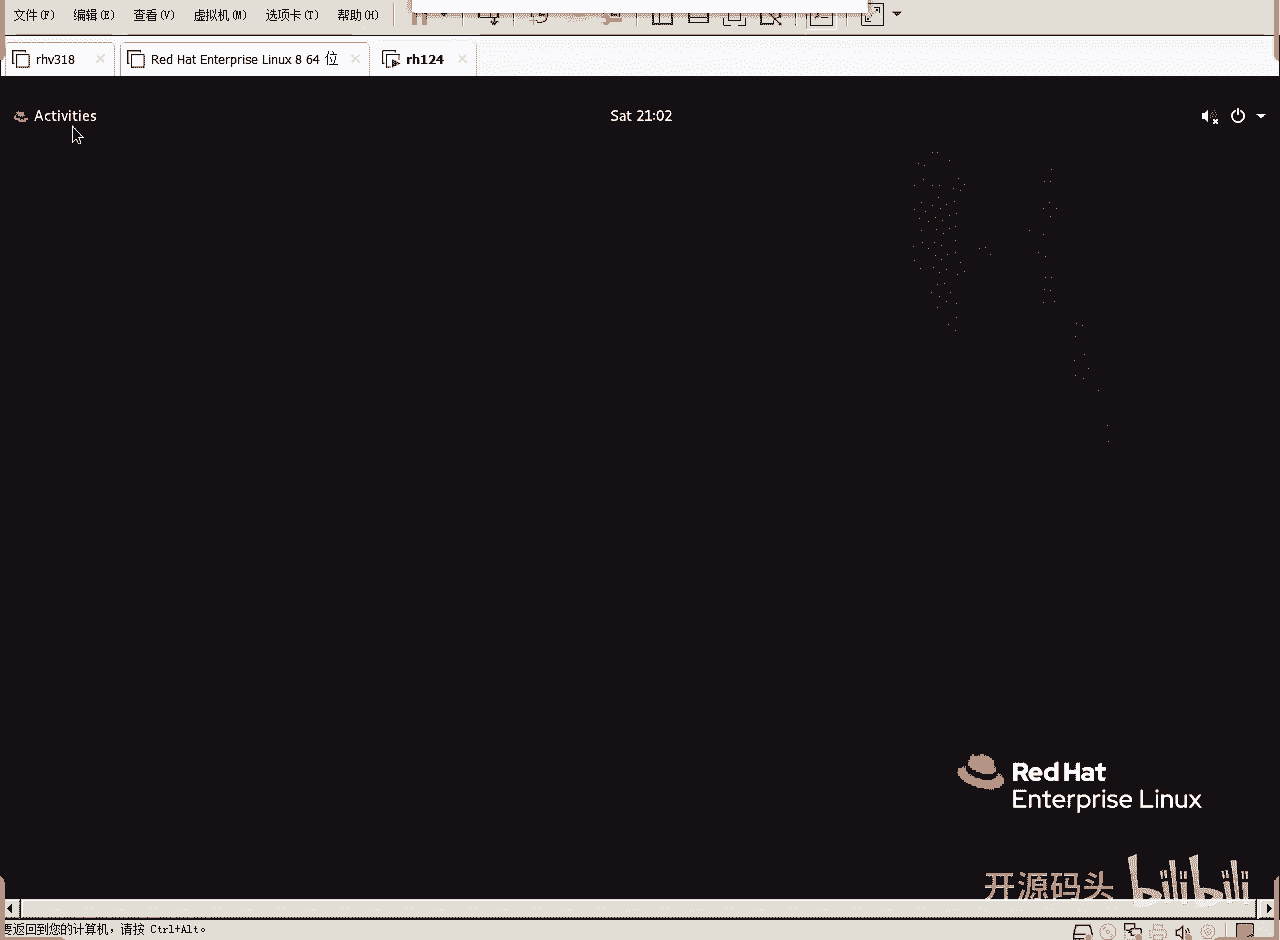 文件(F) 编辑(E) 查看(V) 虚拟机(M) 选项卡(T) 帮助(H)
rhv318 Red Hat Enterprise Linux 8 64 位 rh124
Activities Sat 21:02
Red Hat
Enterprise Linux
开源码头 bilibili
要返回到您的计算机，请按 Ctrl+Alt。